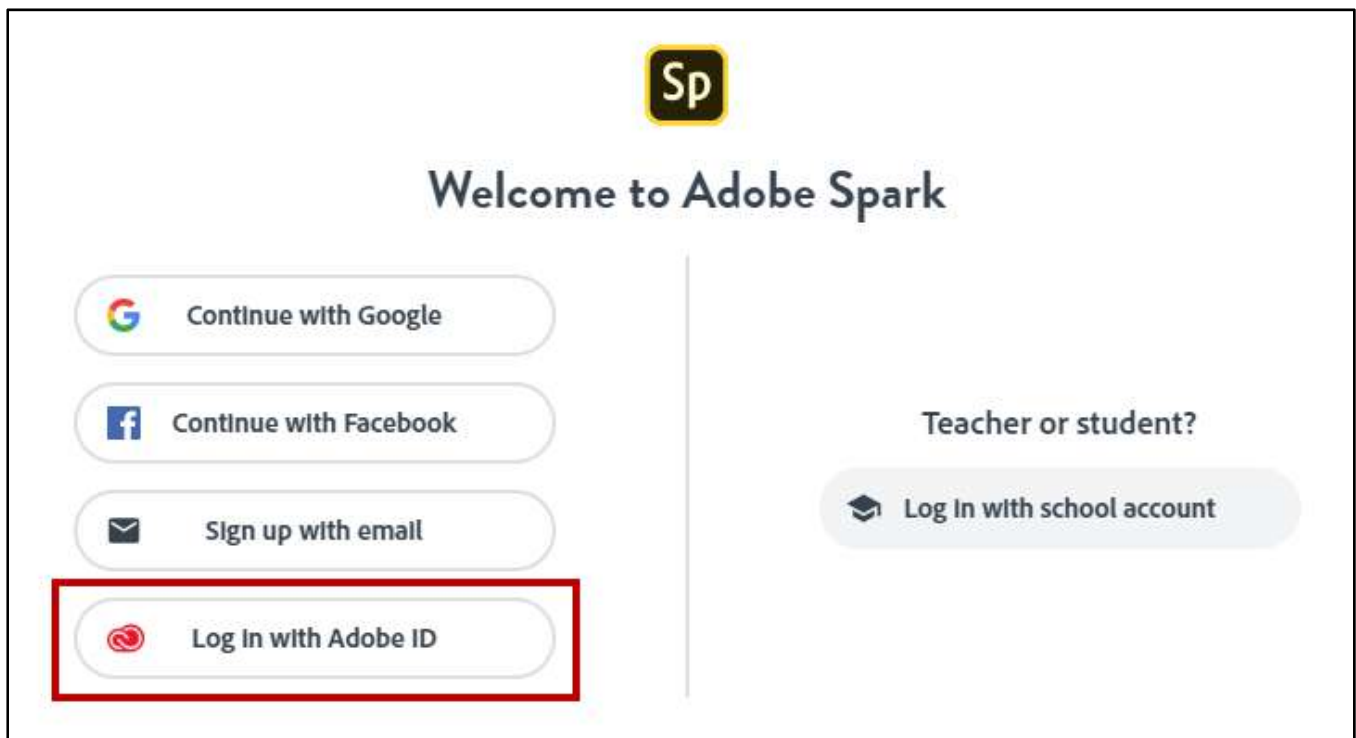 Sp
Welcome to Adobe Spark
Continue with Google
Continue with Facebook
Sign up with email
Log in with Adobe ID
Teacher or student?
Log in with school account